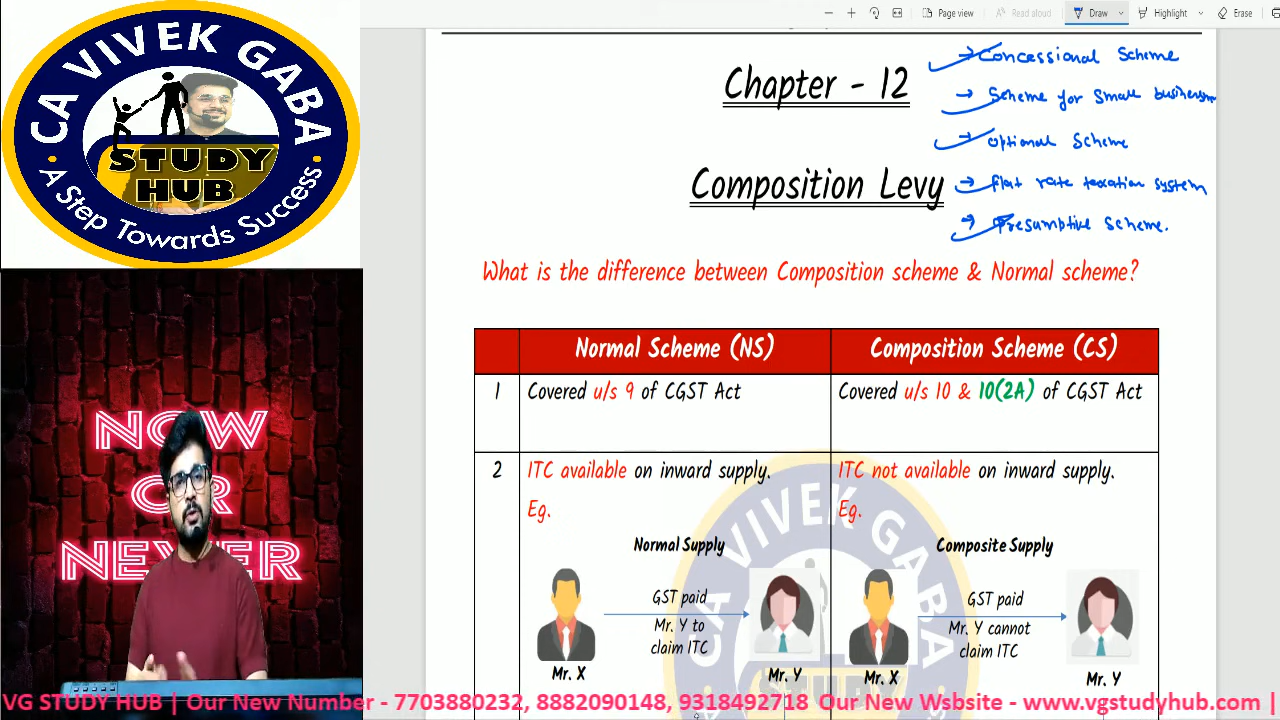 CA VIVEK GABA
STUDY
HUB
A Step Towards Success
NOW
OR
NEVER
Page view
Read aloud
Draw
Highlight
Erase
Chapter - 12
Composition Levy
→ Concessional Scheme
→ Scheme for Small
→ Optional Scheme
→ Flat rate taxation system
→ Presumptive Scheme.
What is the difference between Composition scheme & Normal scheme?
Normal Scheme (NS)
Composition Scheme (CS)
1
Covered u/s 9 of CGST Act
Covered u/s 10 & 10(2A) of CGST Act
2
ITC available on inward supply.
Eg.
Normal Supply
GST paid
Mr. Y to
claim ITC
Mr. X
Mr. Y
ITC not available on inward supply.
Eg.
Composite Supply
GST paid
Mr. Y cannot
claim ITC
Mr. X
Mr. Y
CA VIVEK GABA
VG STUDY HUB | Our New Number - 7703880232, 8882090148, 9318492718 Our New Wsbsite - www.vgstudyhub.com |